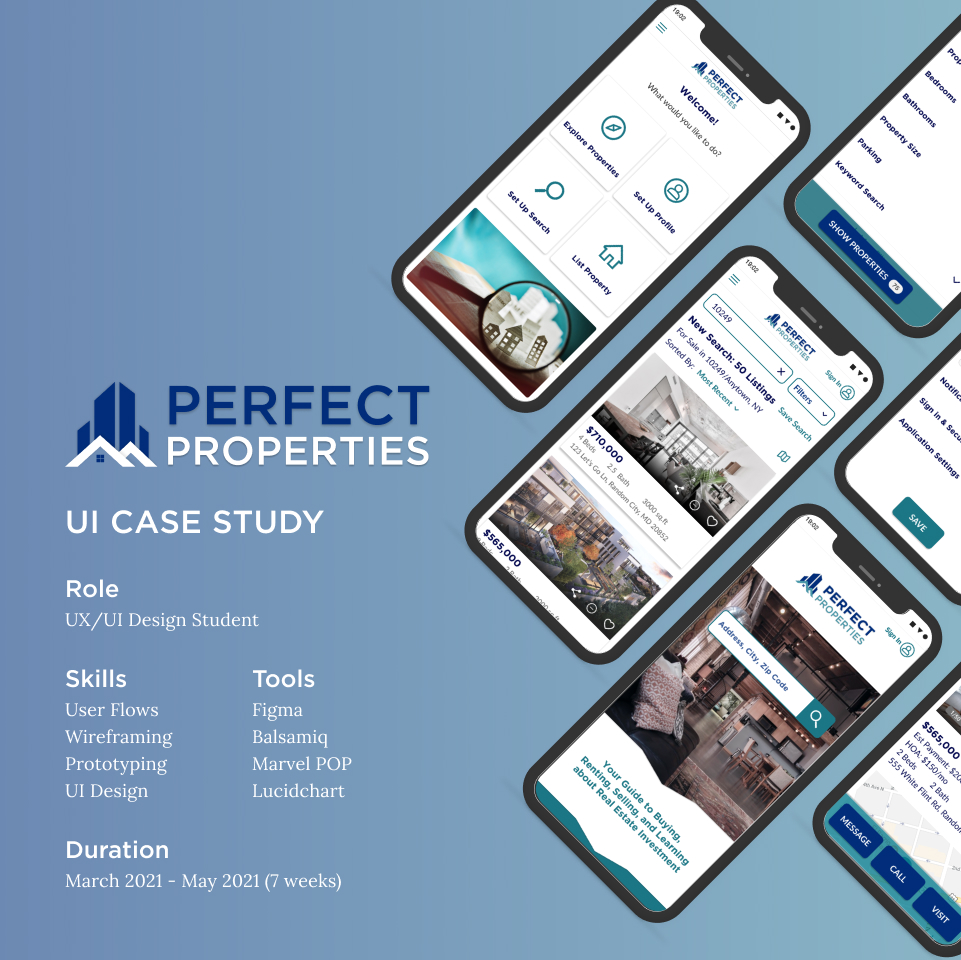 PERFECT
PROPERTIES
UI CASE STUDY
Role
UX/UI Design Student
Skills
User Flows
Wireframing
Prototyping
UI Design
Tools
Figma
Balsamiq
Marvel POP
Lucidchart
Duration
March 2021 - May 2021 (7 weeks)
19:02
PERFECT
PROPERTIES
Welcome!
What would you like to do?
Explore Properties
Set Up Profile
Set Up Search
List Property
Bedrooms
Bathrooms
Property Size
Parking
Keyword Search
SHOW PROPERTIES 75
19:02
PERFECT
PROPERTIES
Sign In
10249
Filters
New Search: 50 Listings
For Sale in 10249/Anytown, NY
Sorted By: Most Recent
Save Search
$710,000
4 Beds 2.5 Bath 3000 sq.ft
123 Let's Go Ln, Random City, MD 20852
$565,000
Sign in & Secu
Application Settings
SAVE
19:02
PERFECT
PROPERTIES
Sign In
Address, City, Zip Code
Your Guide to Buying,
Renting, Selling, and Learning
about Real Estate Investment
$565,000
Est Payment: $20
HOA: $150/mo
2 Beds 2 Bath
555 White Flint Rd, Random
MESSAGE
CALL
VISIT